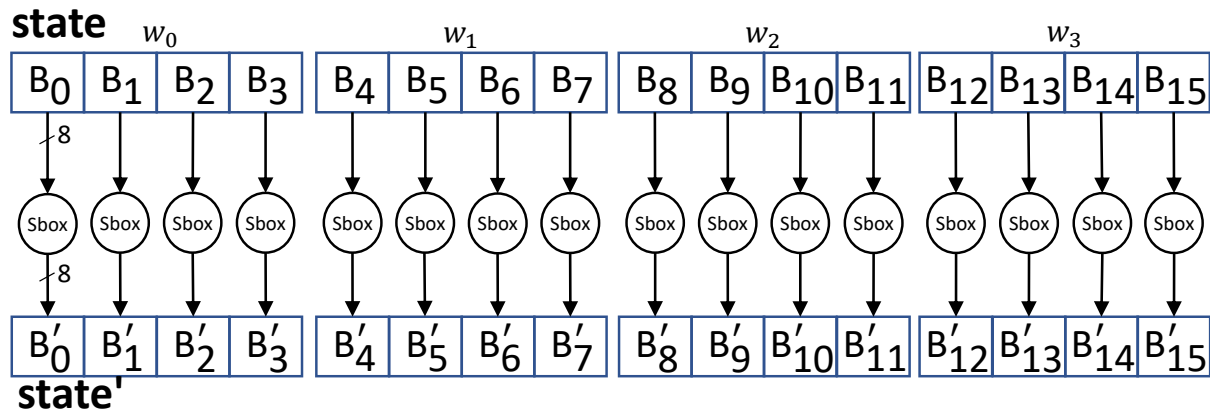 state
w₀ w₁ w₂ w₃
B₀ B₁ B₂ B₃ B₄ B₅ B₆ B₇ B₈ B₉ B₁₀ B₁₁ B₁₂ B₁₃ B₁₄ B₁₅
8
Sbox Sbox Sbox Sbox Sbox Sbox Sbox Sbox Sbox Sbox Sbox Sbox Sbox Sbox Sbox Sbox
8
B′₀ B′₁ B′₂ B′₃ B′₄ B′₅ B′₆ B′₇ B′₈ B′₉ B′₁₀ B′₁₁ B′₁₂ B′₁₃ B′₁₄ B′₁₅
state'